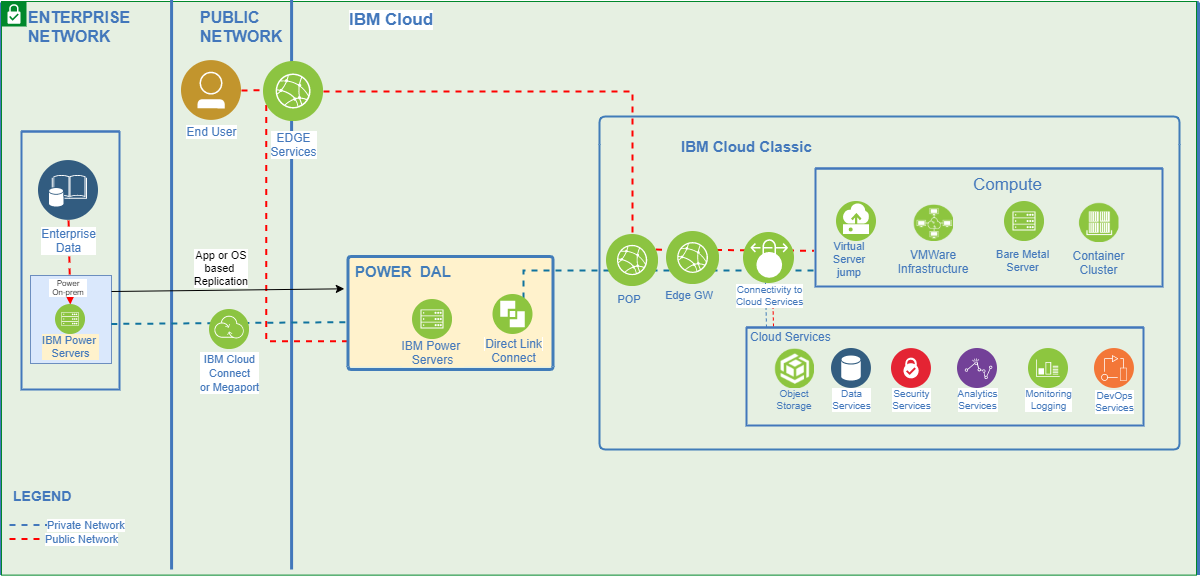 ENTERPRISE
NETWORK
PUBLIC
NETWORK
IBM Cloud
End User
EDGE
Services
Enterprise
Data
Power
On-prem
IBM Power
Servers
App or OS
based
Replication
IBM Cloud
Connect
or Megaport
POWER DAL
IBM Power
Servers
Direct Link
Connect
IBM Cloud Classic
POP
Edge GW
Connectivity to
Cloud Services
Compute
Virtual
Server
jump
VMWare
Infrastructure
Bare Metal
Server
Container
Cluster
Cloud Services
Object
Storage
Data
Services
Security
Services
Analytics
Services
Monitoring
Logging
DevOps
Services
LEGEND
Private Network
Public Network